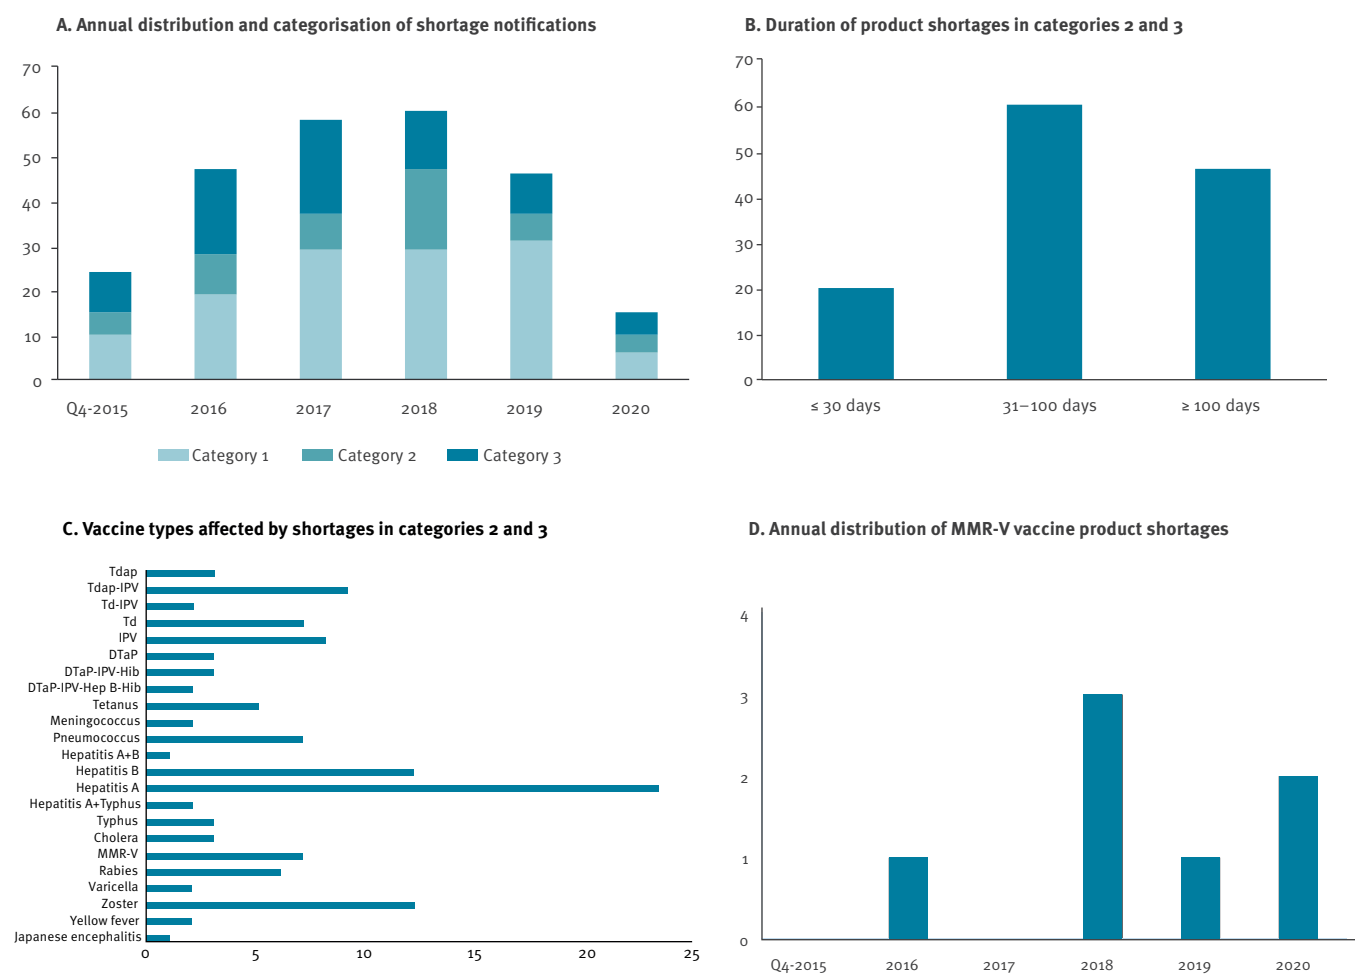 A. Annual distribution and categorisation of shortage notifications
70
60
50
40
30
20
10
0
Q4-2015 2016 2017 2018 2019 2020
Category 1 Category 2 Category 3
B. Duration of product shortages in categories 2 and 3
70
60
50
40
30
20
10
0
≤ 30 days 31–100 days ≥ 100 days
C. Vaccine types affected by shortages in categories 2 and 3
Tdap
Tdap-IPV
Td-IPV
Td
IPV
DTaP
DTaP-IPV-Hib
DTaP-IPV-Hep B-Hib
Tetanus
Meningococcus
Pneumococcus
Hepatitis A+B
Hepatitis B
Hepatitis A
Hepatitis A+Typhus
Typhus
Cholera
MMR-V
Rabies
Varicella
Zoster
Yellow fever
Japanese encephalitis
0 5 10 15 20 25
D. Annual distribution of MMR-V vaccine product shortages
4
3
2
1
0
Q4-2015 2016 2017 2018 2019 2020